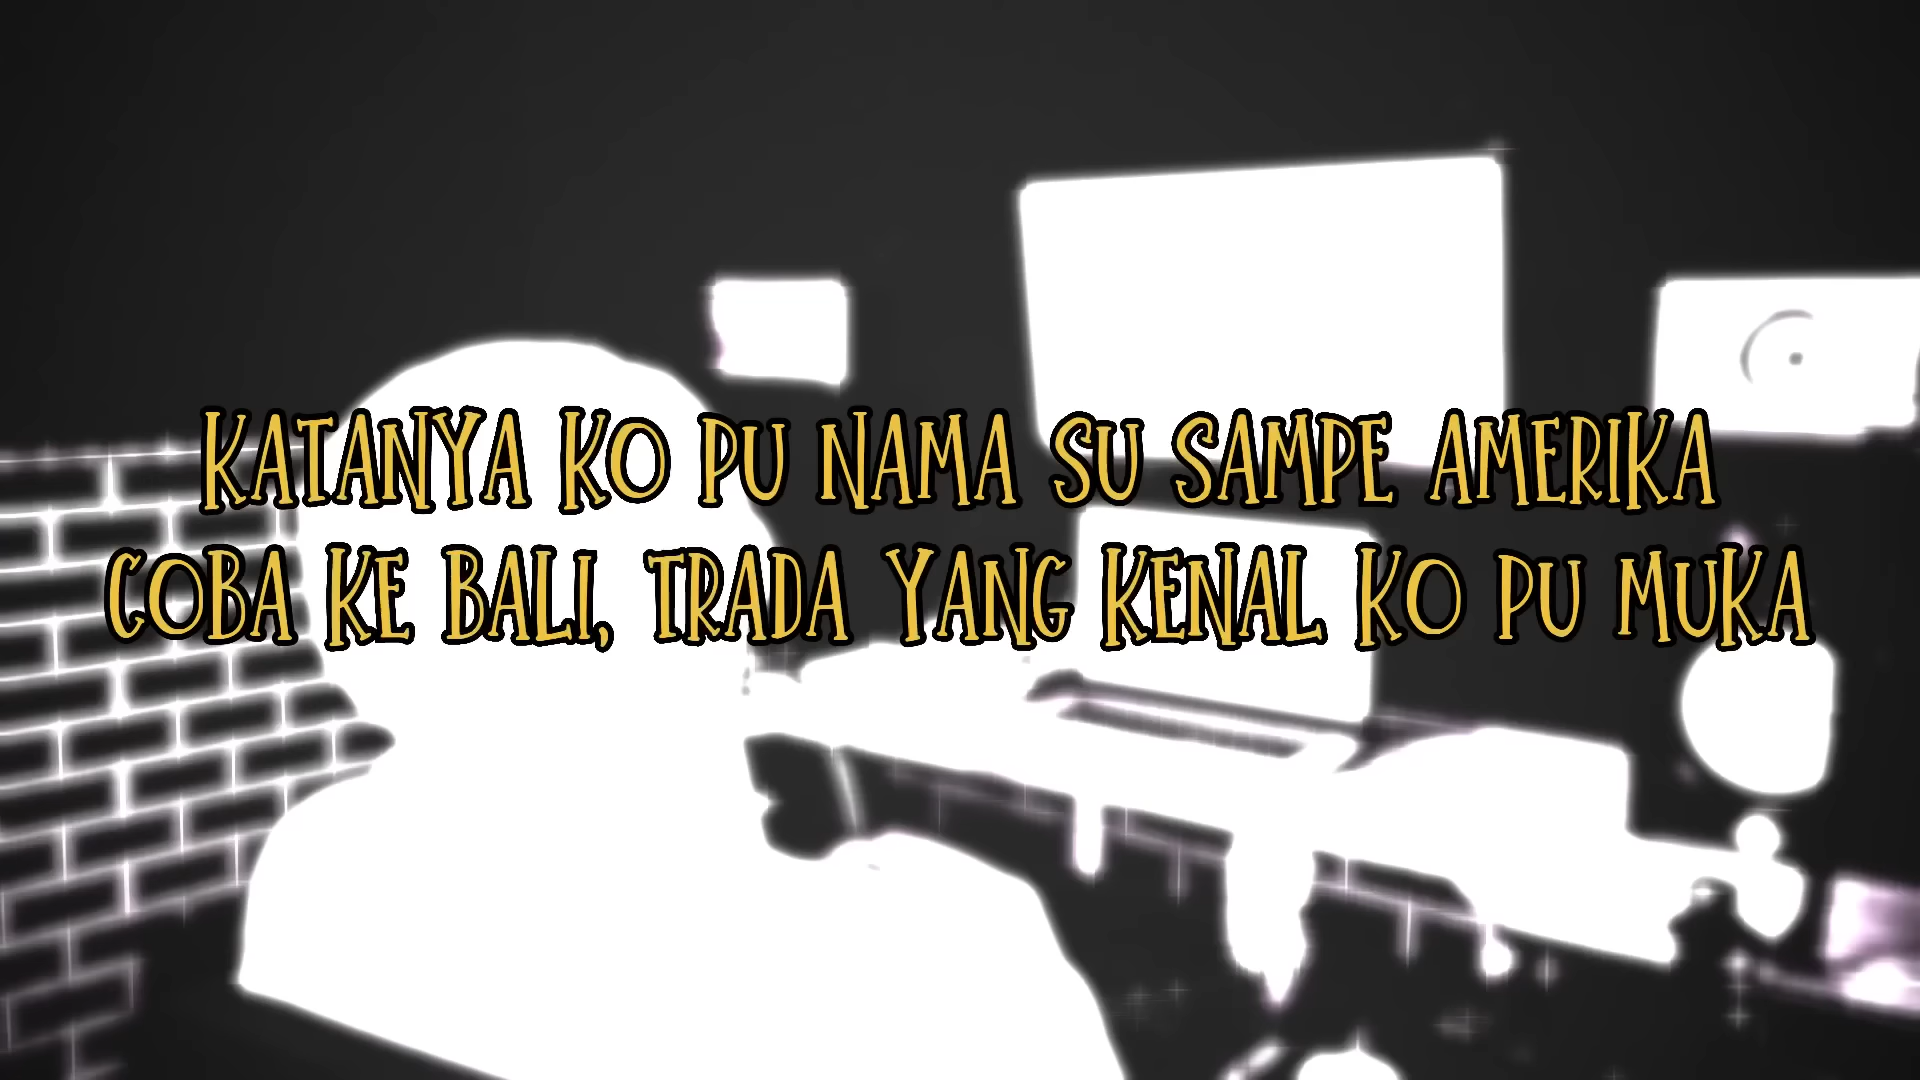 KATANYA KO PU NAMA SU SAMPE AMERIKA
COBA KE BALI, TRADA YANG KENAL KO PU MUKA